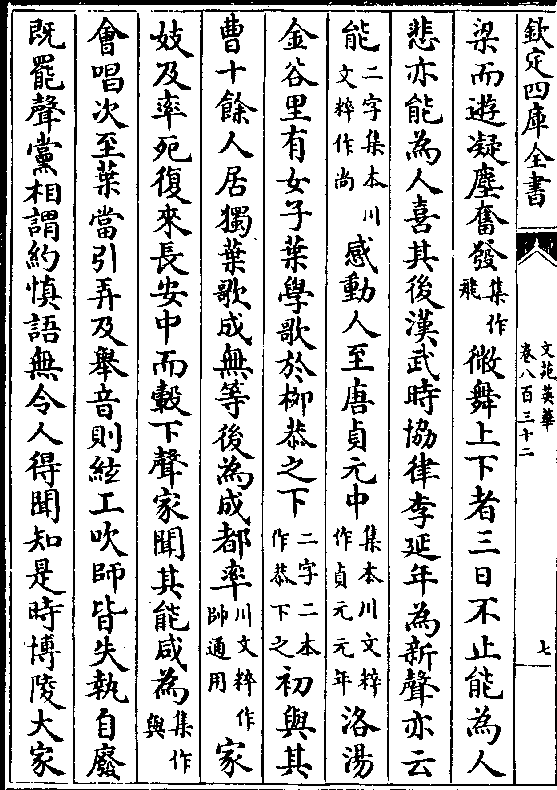 欽定四庫全書
文苑英華
卷八百三十二
七
梁而遊凝塵奮發集作飛微舞上下者三日不止能為人
悲亦能為人喜其後漢武時協律李延年為新聲亦云
能二字集本川文粹作尚感動人至唐貞元中集本川文粹作貞元元年洛湯
金谷里有女子葉學歌於柳恭之下二字二本作恭下之初與其
曹十餘人居獨葉歌成無等後為成都率川文粹作帥通用家
妓及率死復來長安中而轂下聲家聞其能咸為集作與
會唱次至葉當引弄及舉音則絃工吹師皆失執自廢
既罷聲黨相謂約慎語無令人得聞知是時博陵大家